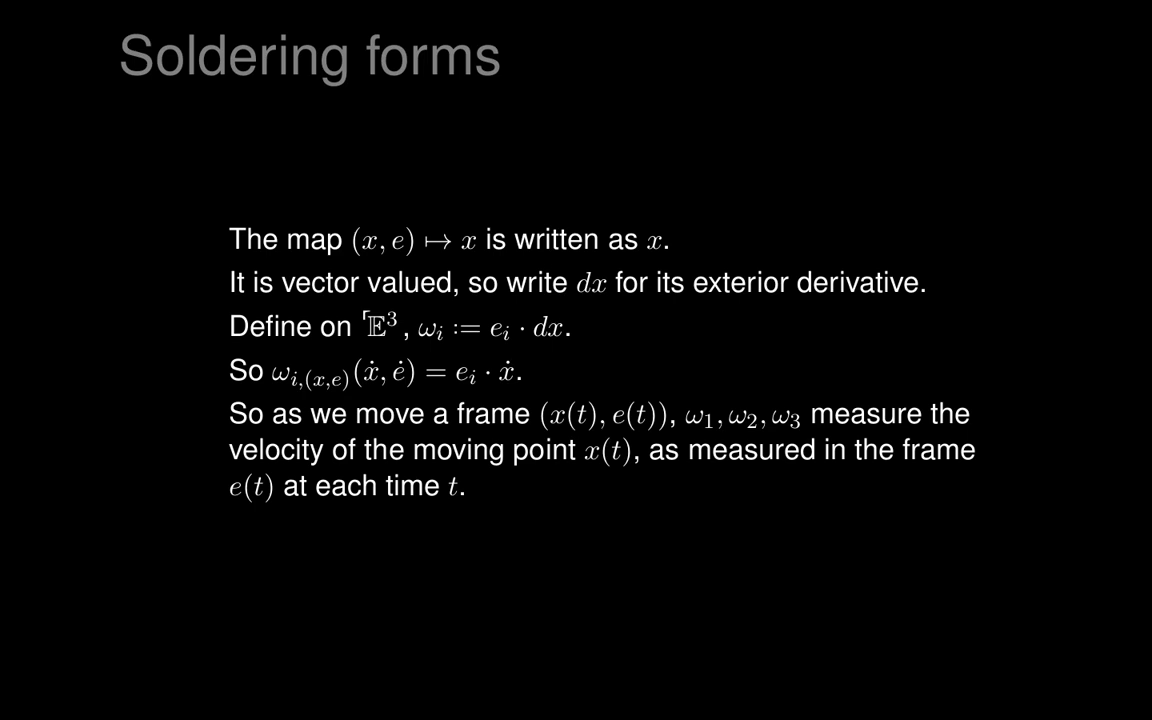 Soldering forms
The map (x, e) ↦ x is written as x.
It is vector valued, so write dx for its exterior derivative.
Define on ⌜𝔼³, ωᵢ := eᵢ · dx.
So ω_{i,(x,e)}(ẋ, ė) = eᵢ · ẋ.
So as we move a frame (x(t), e(t)), ω₁, ω₂, ω₃ measure the
velocity of the moving point x(t), as measured in the frame
e(t) at each time t.